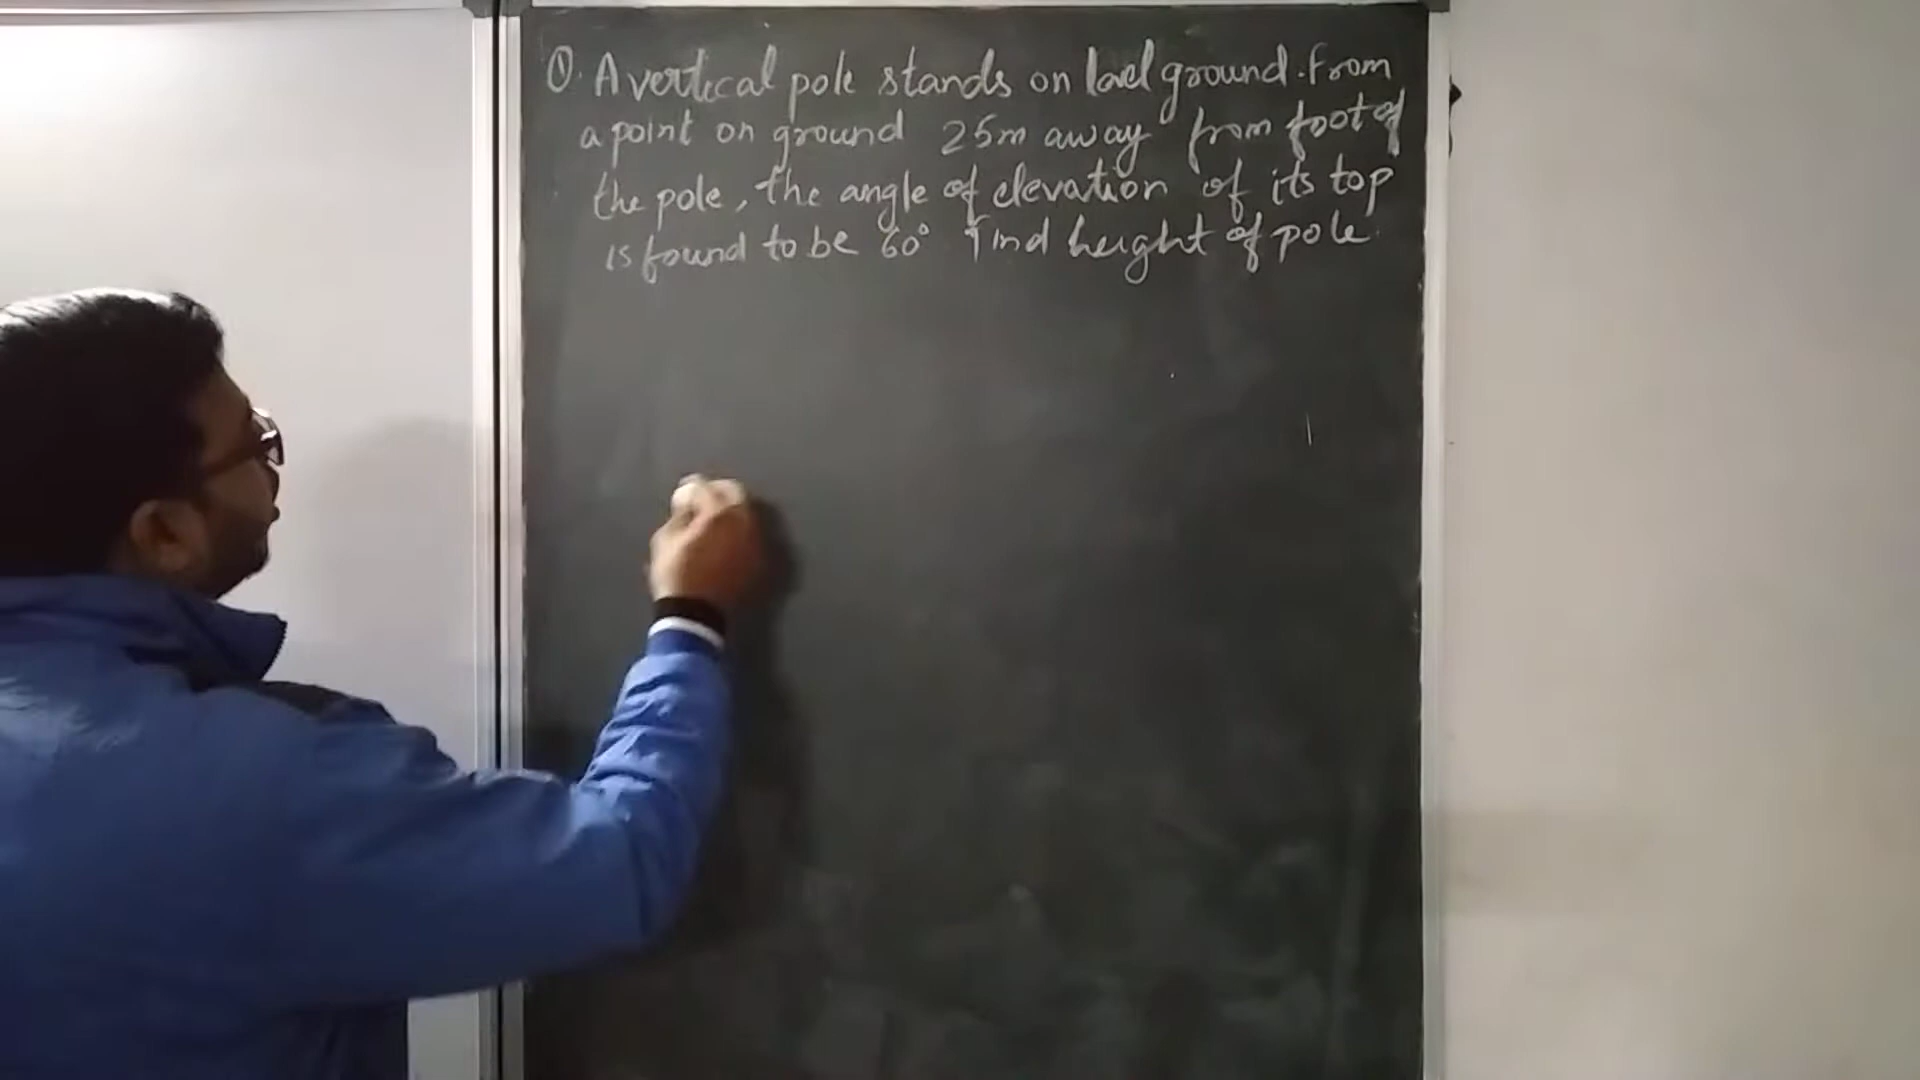 Q. A vertical pole stands on level ground. From
a point on ground 25m away from foot of
the pole, the angle of elevation of its top
is found to be 60° Find height of pole.